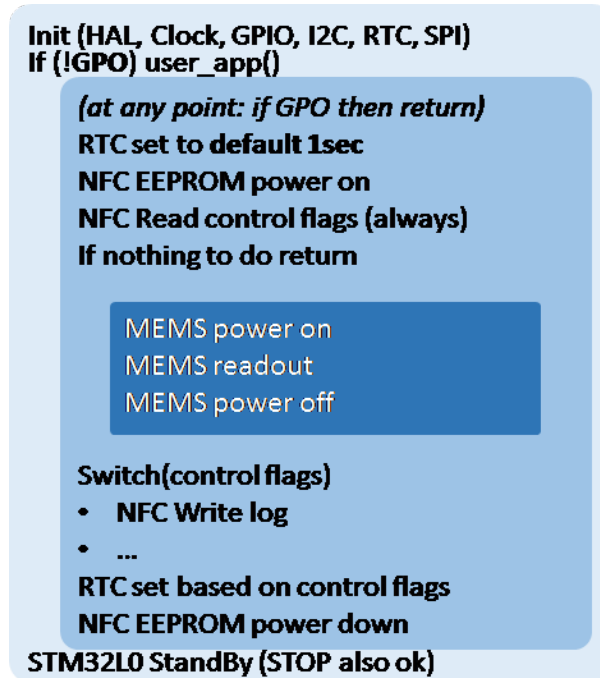 Init (HAL, Clock, GPIO, I2C, RTC, SPI)
If (!GPO) user_app()
(at any point: if GPO then return)
RTC set to default 1sec
NFC EEPROM power on
NFC Read control flags (always)
If nothing to do return
MEMS power on
MEMS readout
MEMS power off
Switch(control flags)
• NFC Write log
• ...
RTC set based on control flags
NFC EEPROM power down
STM32L0 StandBy (STOP also ok)